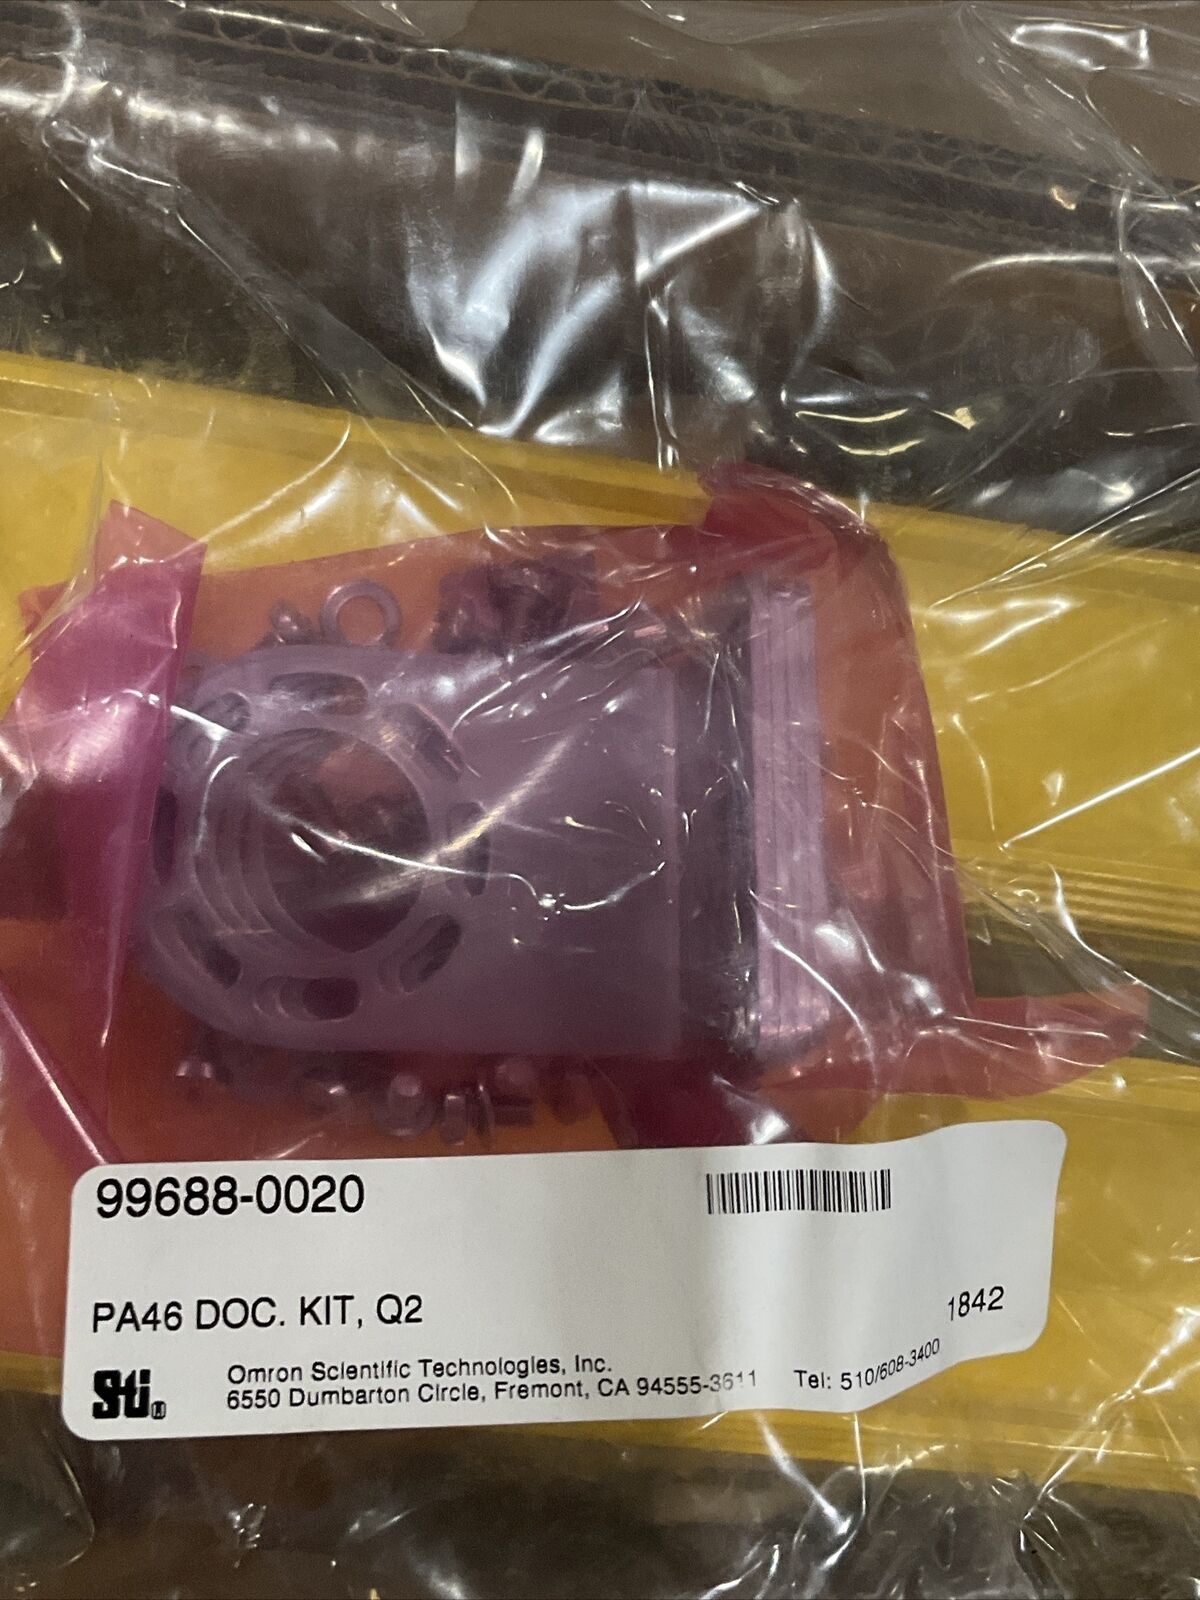 99688-0020
PA46 DOC. KIT, Q2
1842
Sti
Omron Scientific Technologies, Inc.
6550 Dumbarton Circle, Fremont, CA 94555-3611 Tel: 510/608-3400